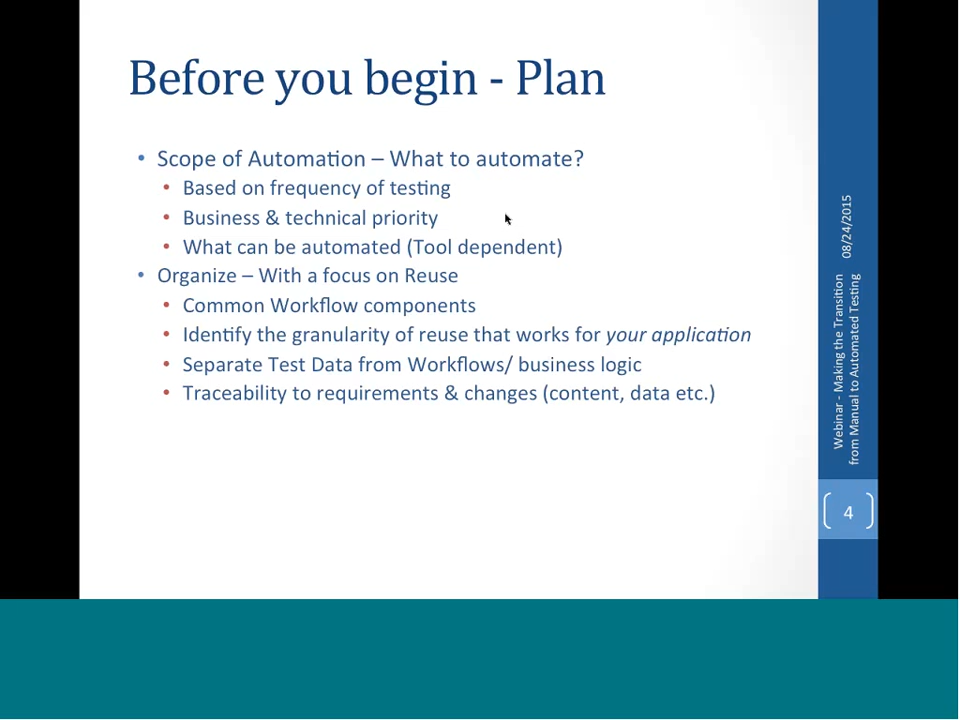 Before you begin - Plan
• Scope of Automation – What to automate?
• Based on frequency of testing
• Business & technical priority
• What can be automated (Tool dependent)
• Organize – With a focus on Reuse
• Common Workflow components
• Identify the granularity of reuse that works for your application
• Separate Test Data from Workflows/ business logic
• Traceability to requirements & changes (content, data etc.)
08/24/2015
Webinar - Making the Transition
from Manual to Automated Testing
4